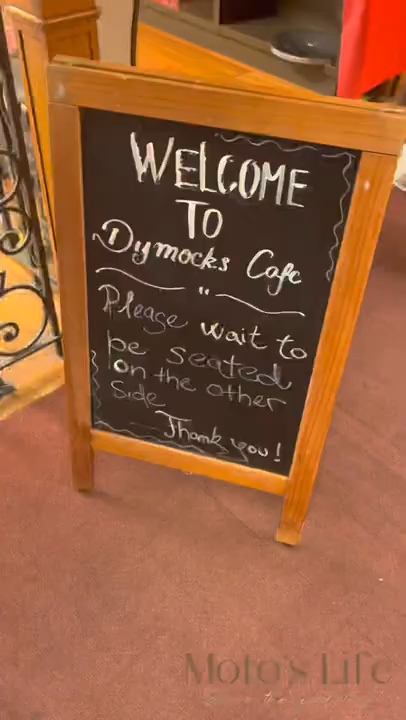 WELCOME
TO
Dymocks Cafe
Please wait to
be seated
on the other
side
Thank you!
Moto's Life